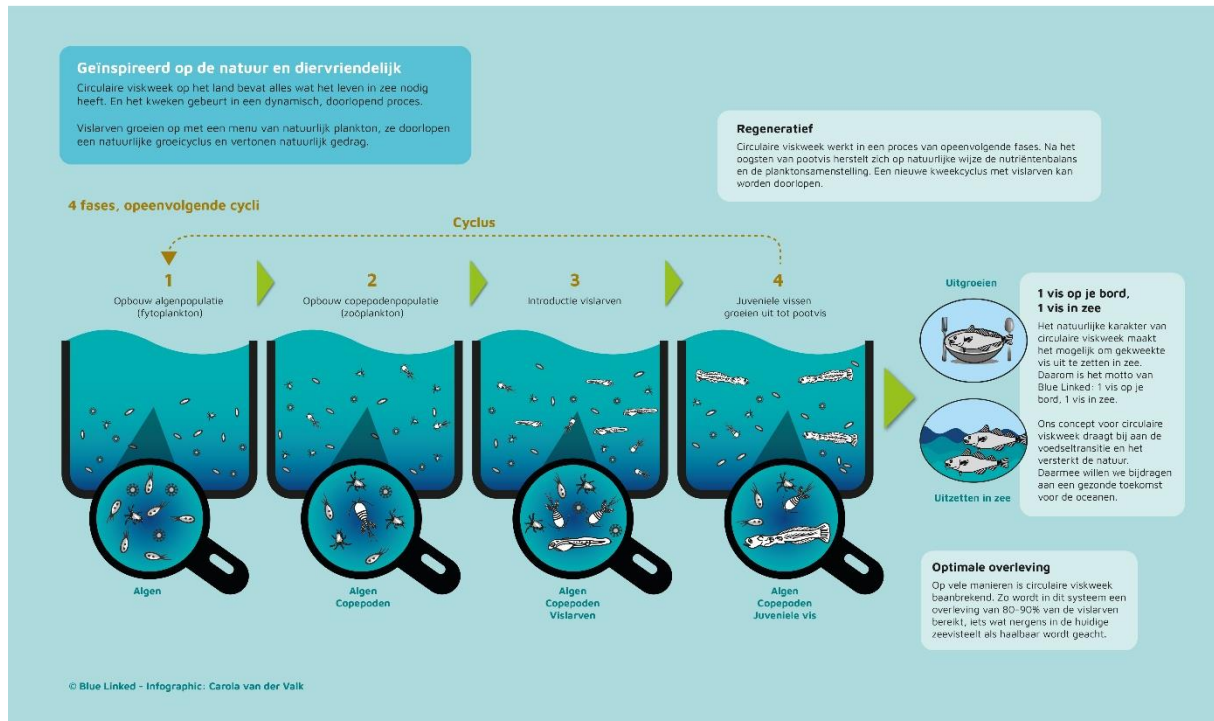 Geïnspireerd op de natuur en diervriendelijk
Circulaire viskweek op het land bevat alles wat het leven in zee nodig
heeft. En het kweken gebeurt in een dynamisch, doorlopend proces.
Vislarven groeien op met een menu van natuurlijk plankton, ze doorlopen
een natuurlijke groeicyclus en vertonen natuurlijk gedrag.
Regeneratief
Circulaire viskweek werkt in een proces van opeenvolgende fases. Na het
oogsten van pootvis herstelt zich op natuurlijke wijze de nutriëntenbalans
en de planktonsamenstelling. Een nieuwe kweekcyclus met vislarven kan
worden doorlopen.
4 fases, opeenvolgende cycli
Cyclus
1
Opbouw algenpopulatie
(fytoplankton)
2
Opbouw copepodenpopulatie
(zoöplankton)
3
Introductie vislarven
4
Juveniele vissen
groeien uit tot pootvis
Algen
Algen
Copepoden
Algen
Copepoden
Vislarven
Algen
Copepoden
Juveniele vis
Uitgroeien
Uitzetten in zee
1 vis op je bord,
1 vis in zee
Het natuurlijke karakter van
circulaire viskweek maakt
het mogelijk om gekweekte
vis uit te zetten in zee.
Daarom is het motto van
Blue Linked: 1 vis op je
bord, 1 vis in zee.
Ons concept voor circulaire
viskweek draagt bij aan de
voedseltransitie en het
versterkt de natuur.
Daarmee willen we bijdragen
aan een gezonde toekomst
voor de oceanen.
Optimale overleving
Op vele manieren is circulaire viskweek
baanbrekend. Zo wordt in dit systeem een
overleving van 80-90% van de vislarven
bereikt, iets wat nergens in de huidige
zeevisteelt als haalbaar wordt geacht.
© Blue Linked - Infographic: Carola van der Valk